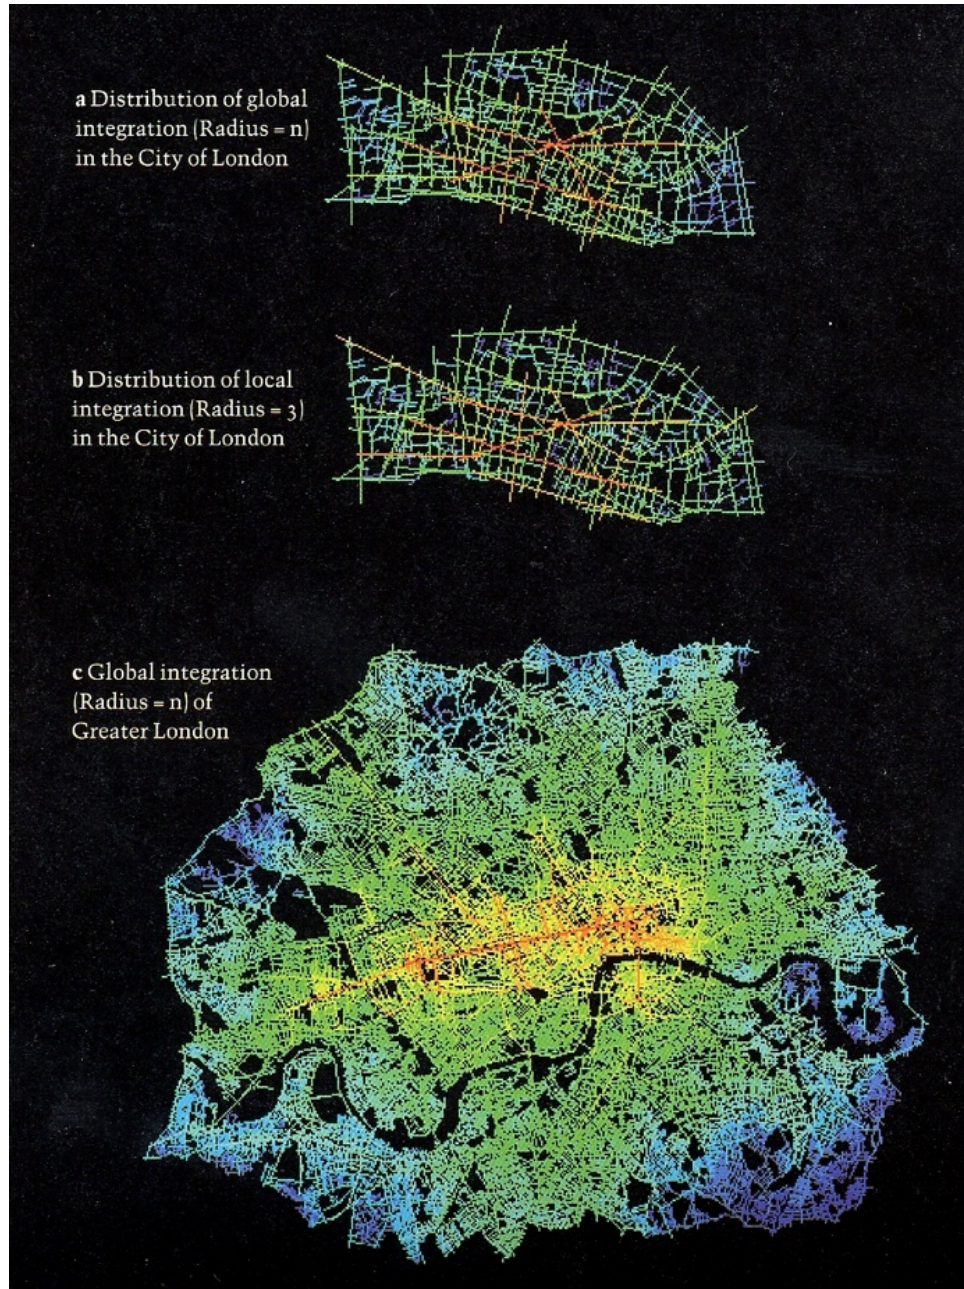 a Distribution of global
integration (Radius = n)
in the City of London
b Distribution of local
integration (Radius = 3)
in the City of London
c Global integration
(Radius = n) of
Greater London